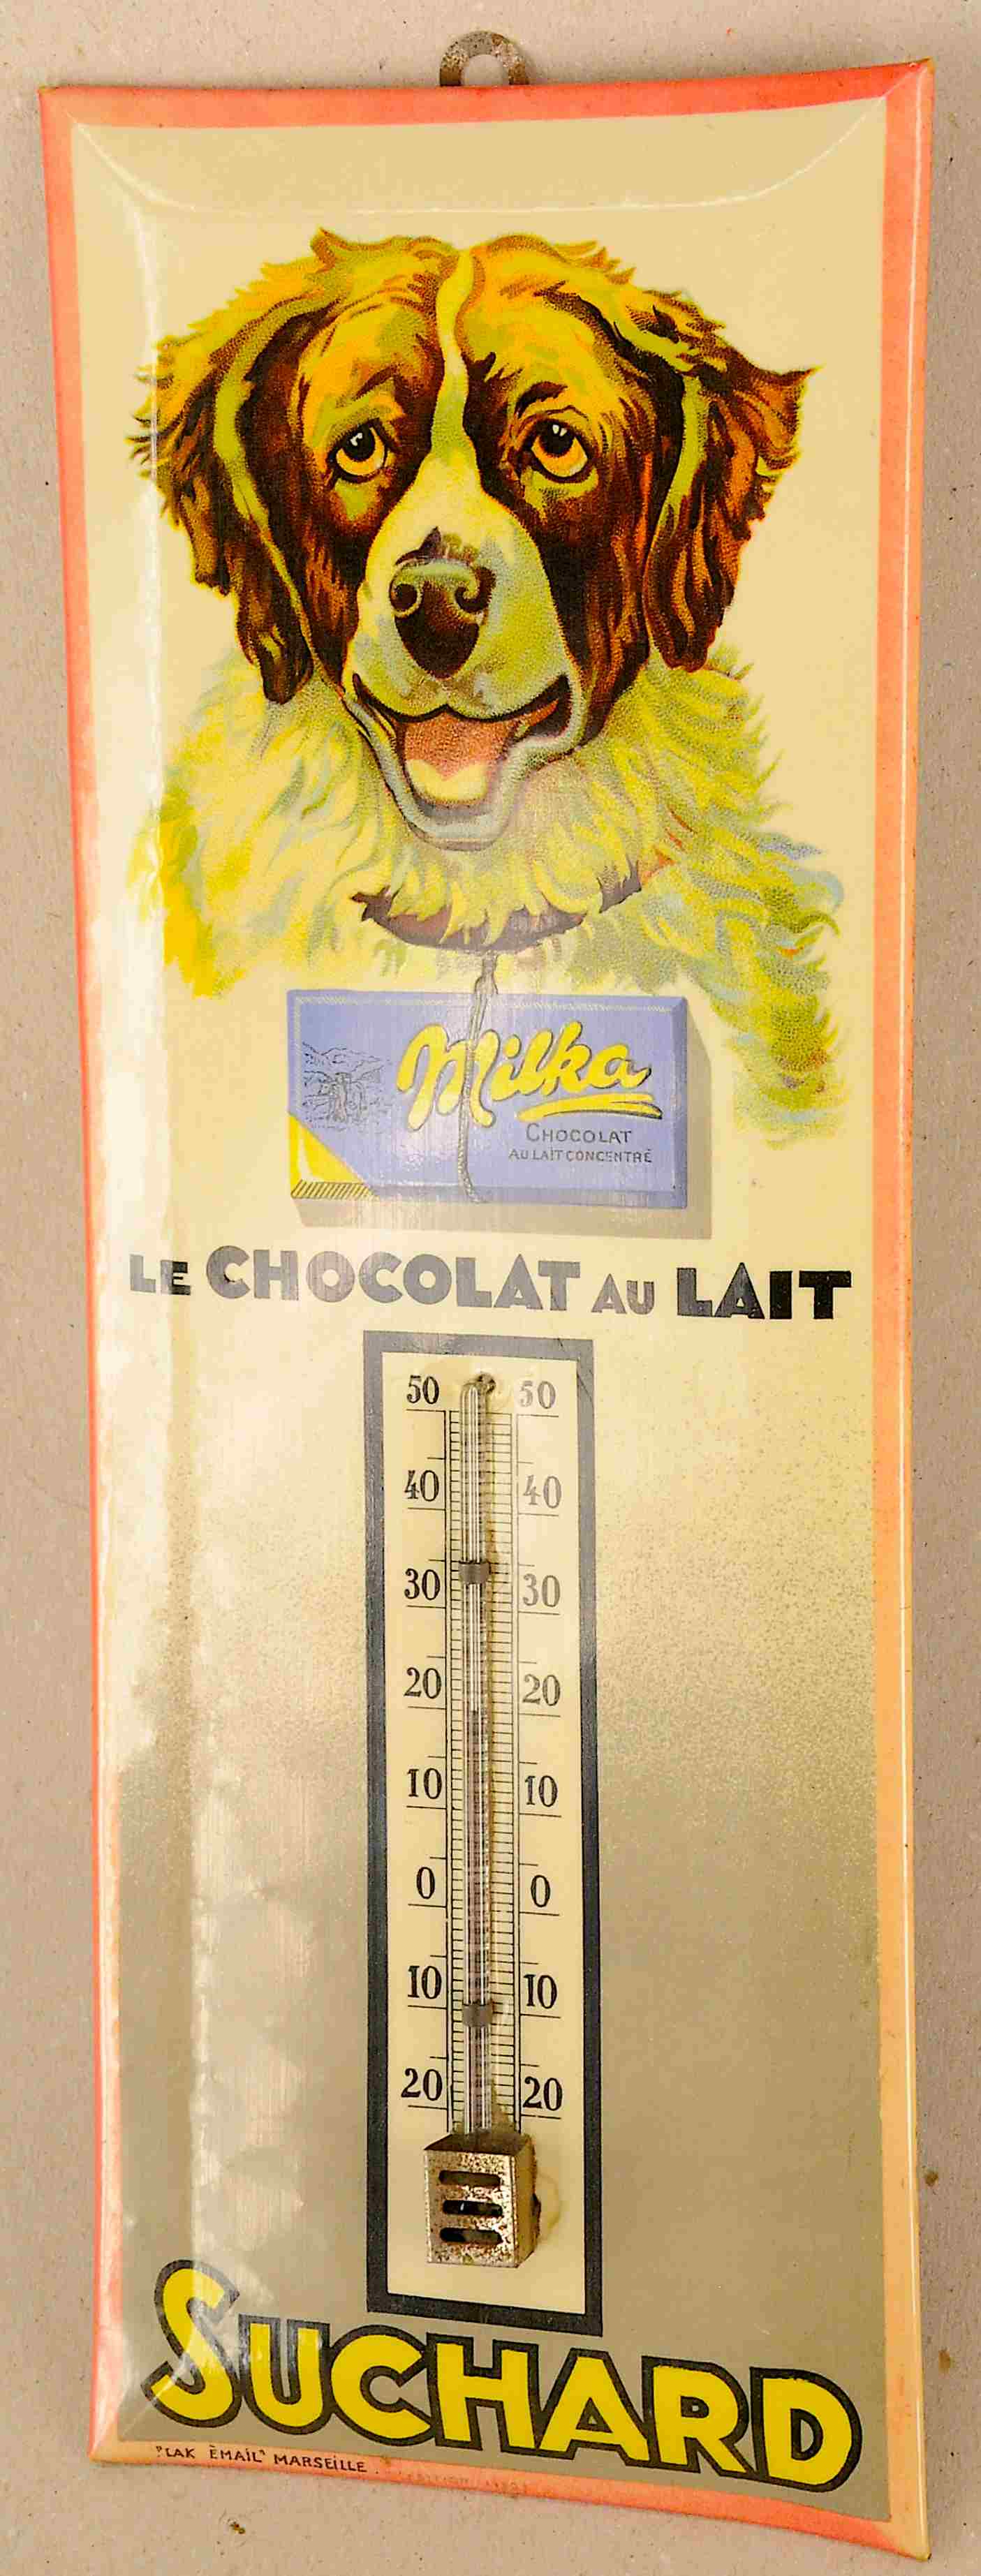 Milka
CHOCOLAT
AU LAIT CONCENTRÉ
LE CHOCOLAT AU LAIT
50 50
40 40
30 30
20 20
10 10
0 0
10 10
20 20
SUCHARD
"LAK ÉMAIL" MARSEILLE